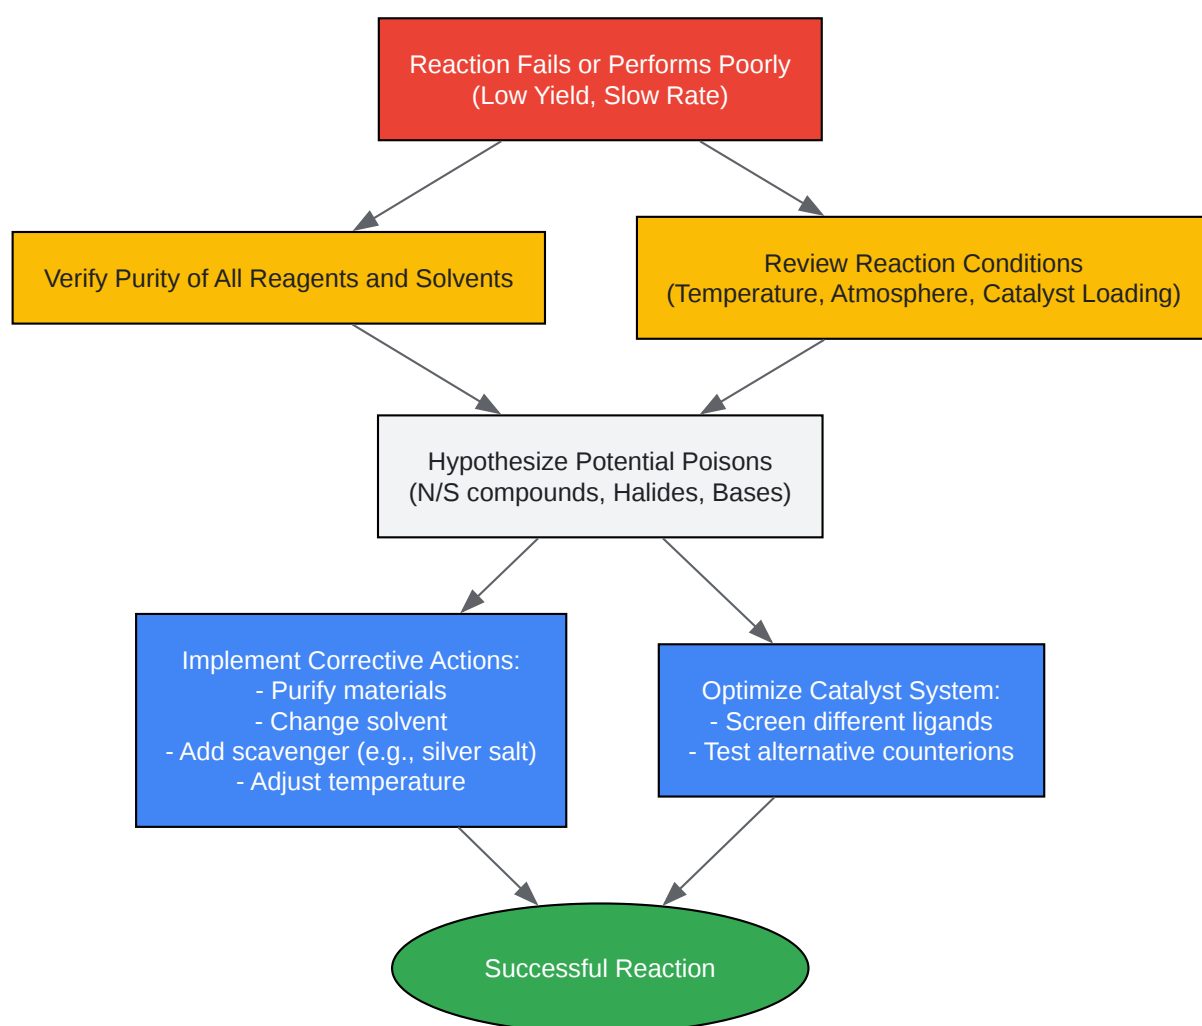 Reaction Fails or Performs Poorly
(Low Yield, Slow Rate)
Verify Purity of All Reagents and Solvents
Review Reaction Conditions
(Temperature, Atmosphere, Catalyst Loading)
Hypothesize Potential Poisons
(N/S compounds, Halides, Bases)
Implement Corrective Actions:
- Purify materials
- Change solvent
- Add scavenger (e.g., silver salt)
- Adjust temperature
Optimize Catalyst System:
- Screen different ligands
- Test alternative counterions
Successful Reaction